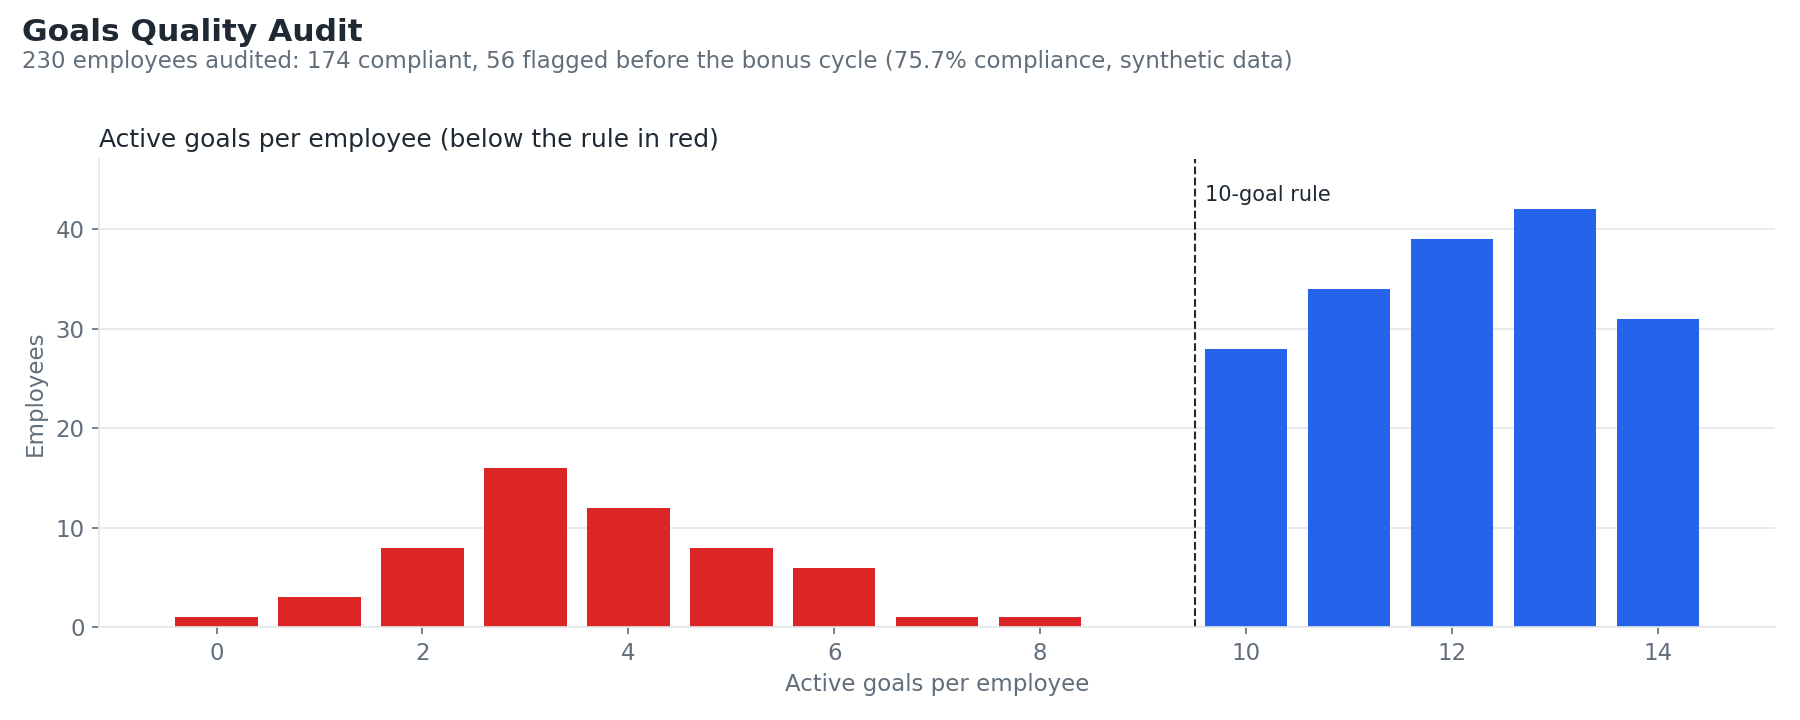 Goals Quality Audit
230 employees audited: 174 compliant, 56 flagged before the bonus cycle (75.7% compliance, synthetic data)
Active goals per employee (below the rule in red)
10-goal rule
40
30
20
10
0
Employees
0 2 4 6 8 10 12 14
Active goals per employee